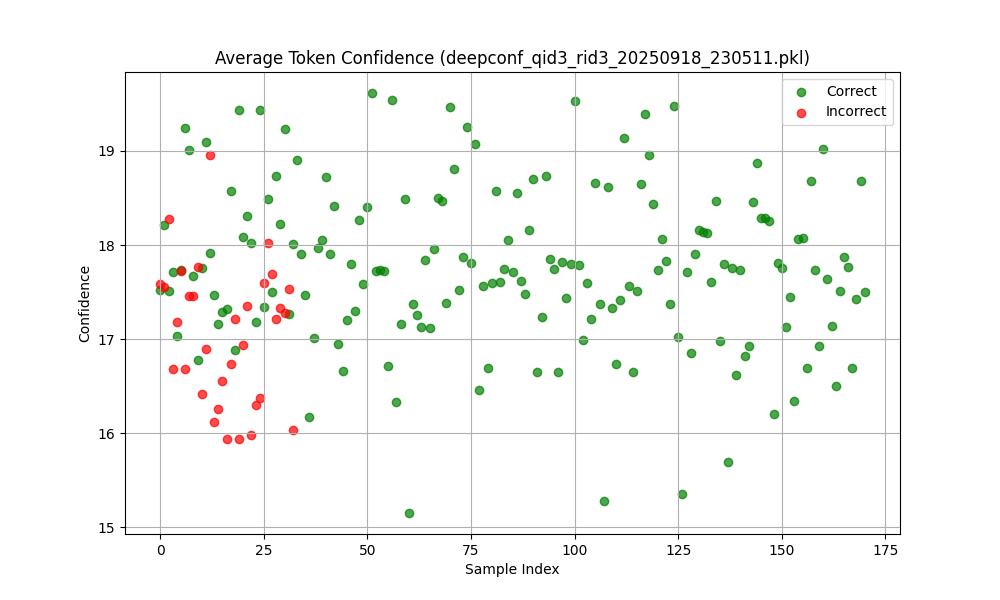 Average Token Confidence (deepconf_qid3_rid3_20250918_230511.pkl)
Correct
Incorrect
19
18
17
16
15
Confidence
0 25 50 75 100 125 150 175
Sample Index